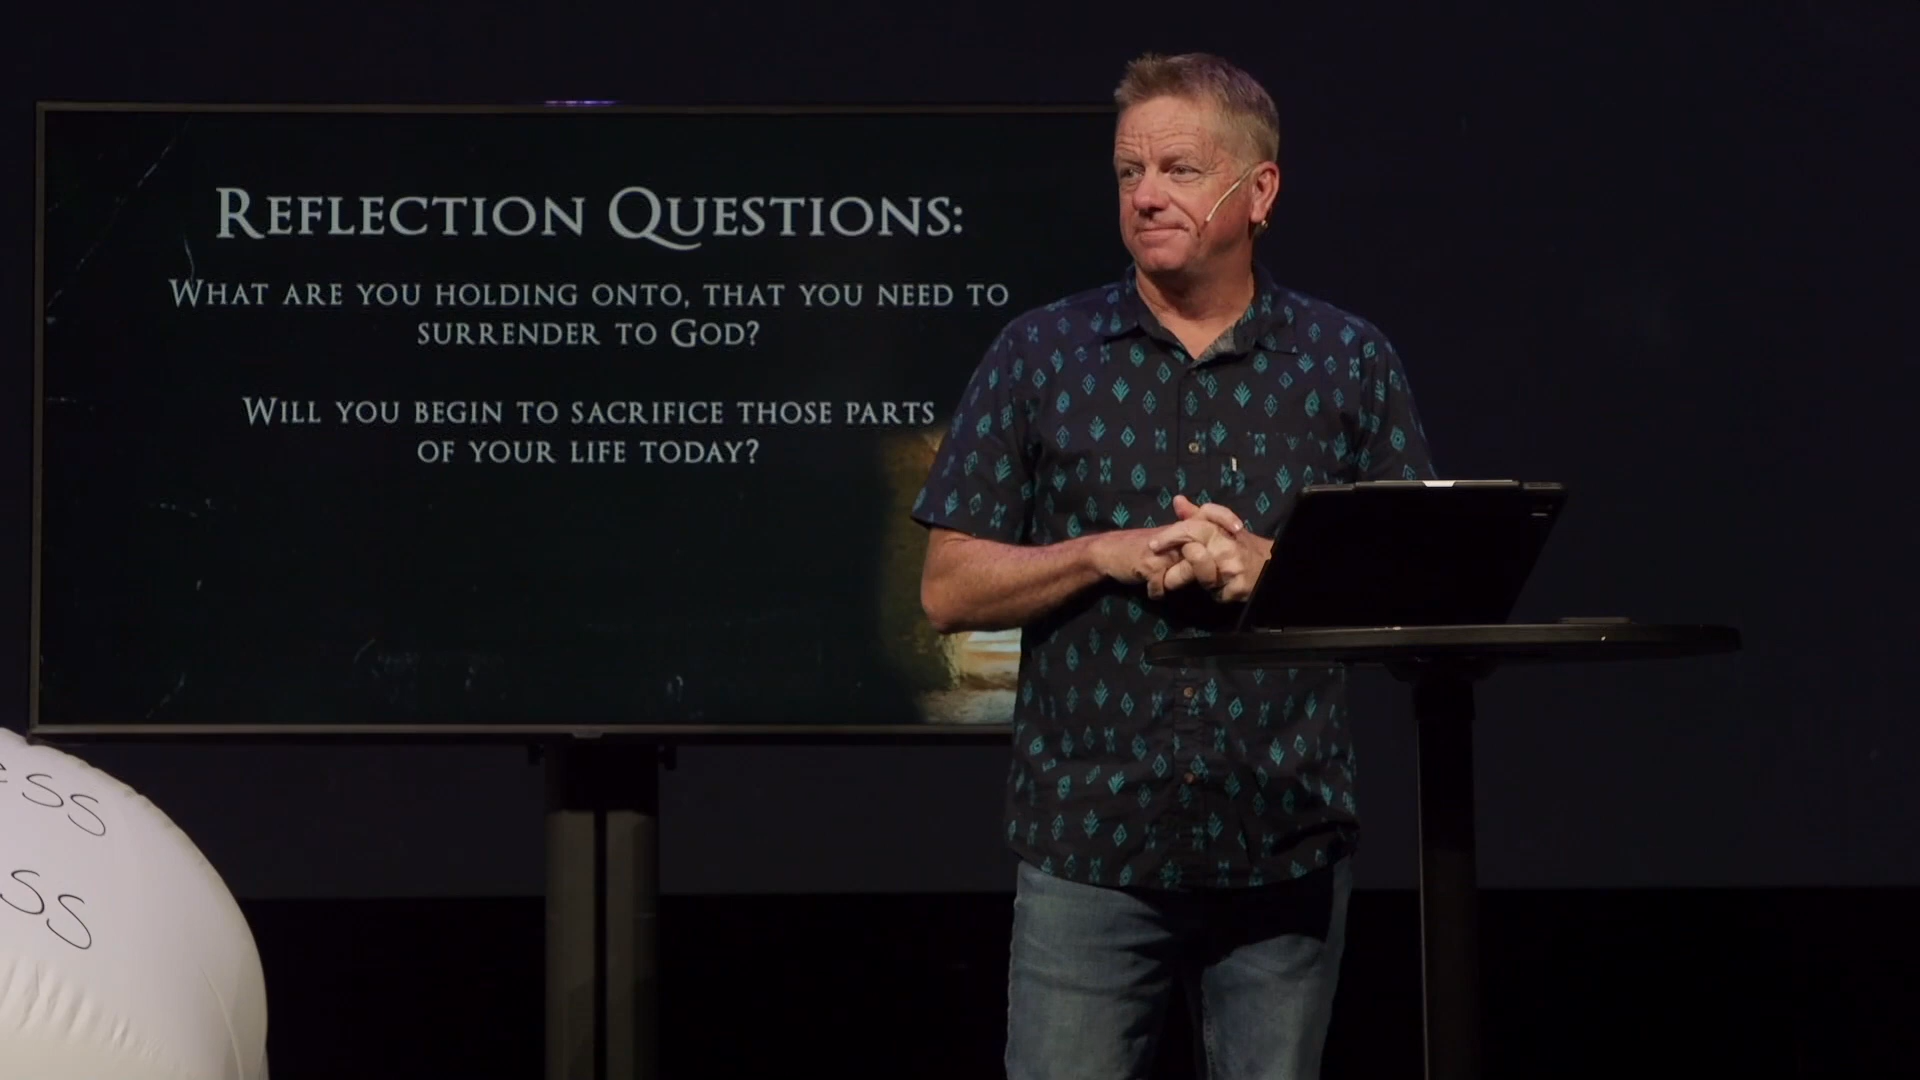 REFLECTION QUESTIONS:
WHAT ARE YOU HOLDING ONTO, THAT YOU NEED TO
SURRENDER TO GOD?
WILL YOU BEGIN TO SACRIFICE THOSE PARTS
OF YOUR LIFE TODAY?